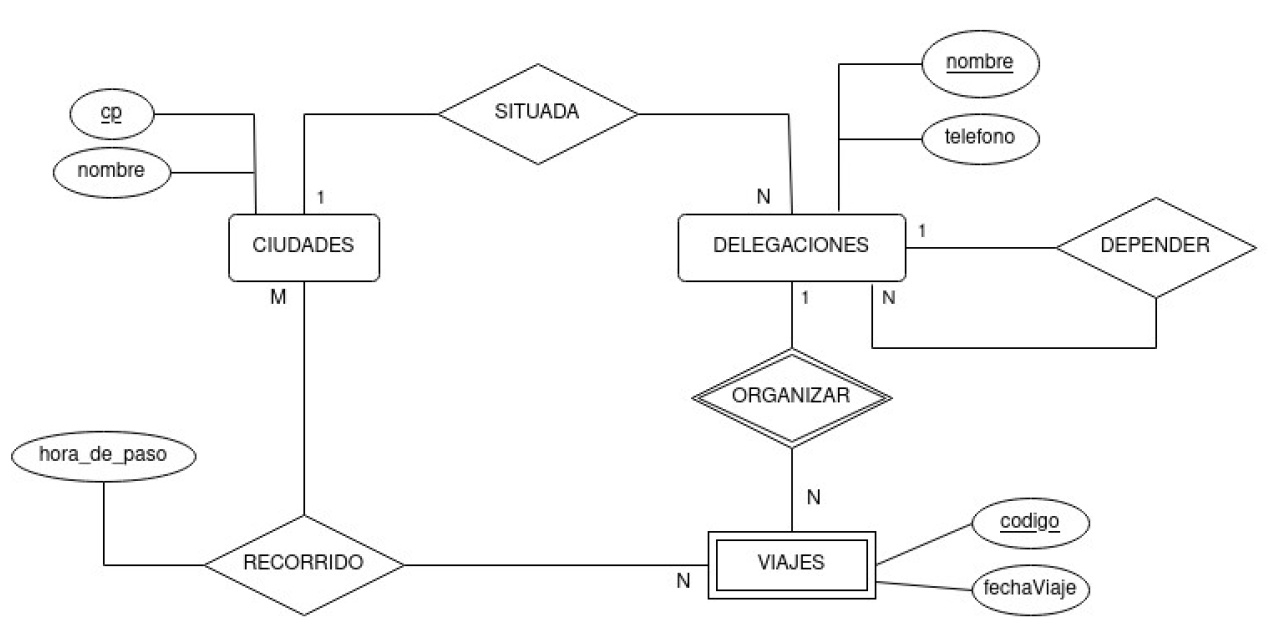 nombre
cp
SITUADA
telefono
nombre
1
N
CIUDADES
DELEGACIONES
1
DEPENDER
M
1
N
ORGANIZAR
hora_de_paso
N
codigo
RECORRIDO
VIAJES
N
fechaViaje